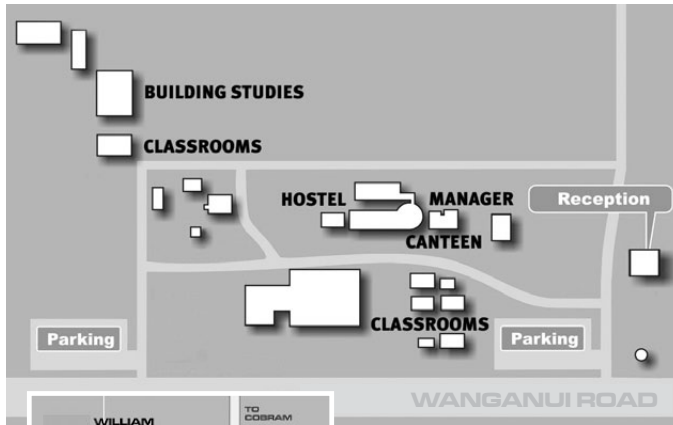 BUILDING STUDIES
CLASSROOMS
HOSTEL
MANAGER
Reception
CANTEEN
CLASSROOMS
Parking
Parking
WANGANUI ROAD
WILLIAM
TO
COBRAM